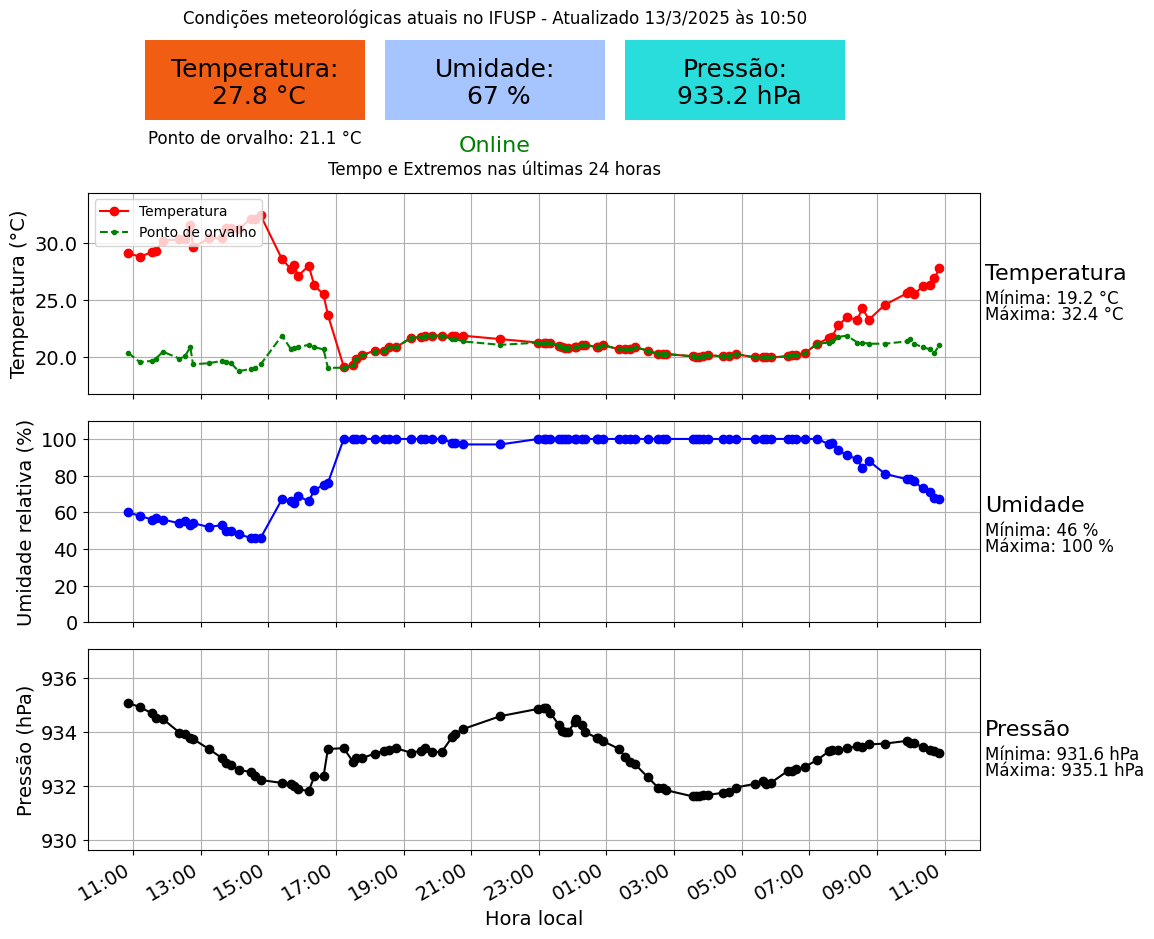 Condições meteorológicas atuais no IFUSP - Atualizado 13/3/2025 às 10:50
Temperatura:
27.8 °C
Umidade:
67 %
Pressão:
933.2 hPa
Ponto de orvalho: 21.1 °C
Online
Tempo e Extremos nas últimas 24 horas
Temperatura (°C)
30.0
25.0
20.0
Temperatura
Ponto de orvalho
Temperatura
Mínima: 19.2 °C
Máxima: 32.4 °C
Umidade relativa (%)
100
80
60
40
20
0
Umidade
Mínima: 46 %
Máxima: 100 %
Pressão (hPa)
936
934
932
930
Pressão
Mínima: 931.6 hPa
Máxima: 935.1 hPa
11:00
13:00
15:00
17:00
19:00
21:00
23:00
01:00
03:00
05:00
07:00
09:00
11:00
Hora local